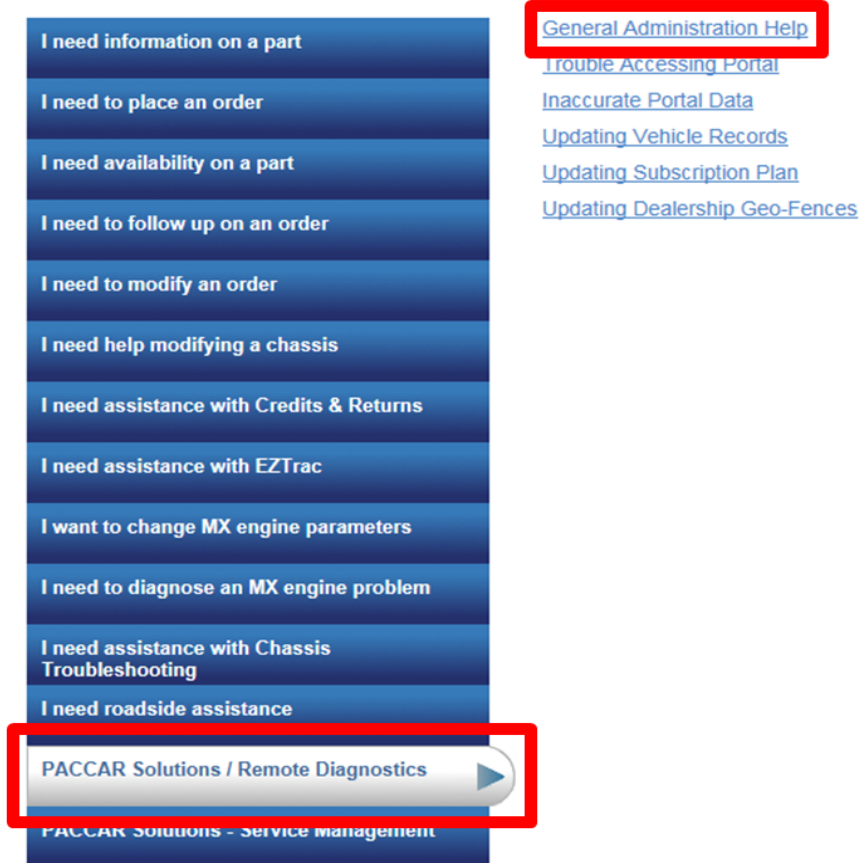 I need information on a part
I need to place an order
I need availability on a part
I need to follow up on an order
I need to modify an order
I need help modifying a chassis
I need assistance with Credits & Returns
I need assistance with EZTrac
I want to change MX engine parameters
I need to diagnose an MX engine problem
I need assistance with Chassis
Troubleshooting
I need roadside assistance
PACCAR Solutions / Remote Diagnostics
PACCAR Solutions - Service Management
General Administration Help
Trouble Accessing Portal
Inaccurate Portal Data
Updating Vehicle Records
Updating Subscription Plan
Updating Dealership Geo-Fences